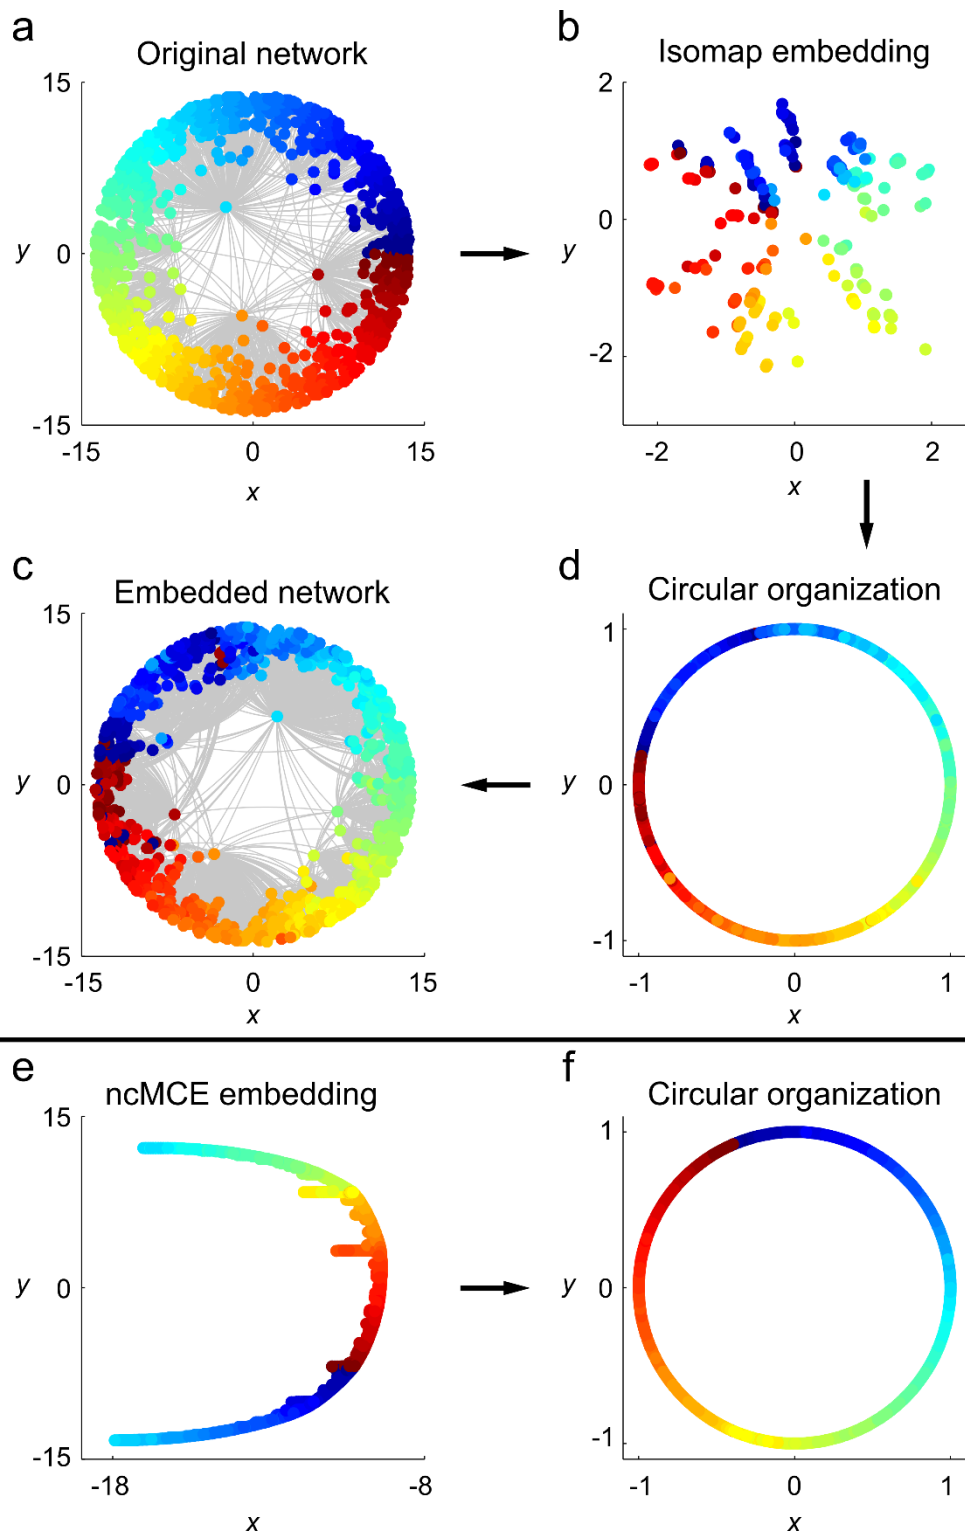 a
Original network
15
y
0
-15
-15
0
15
x
b
Isomap embedding
2
y
0
-2
-2
0
2
x
c
Embedded network
15
y
0
-15
-15
0
15
x
d
Circular organization
1
y
0
-1
-1
0
1
x
e
ncMCE embedding
15
y
0
-15
-18
-8
x
f
Circular organization
1
y
0
-1
-1
0
1
x